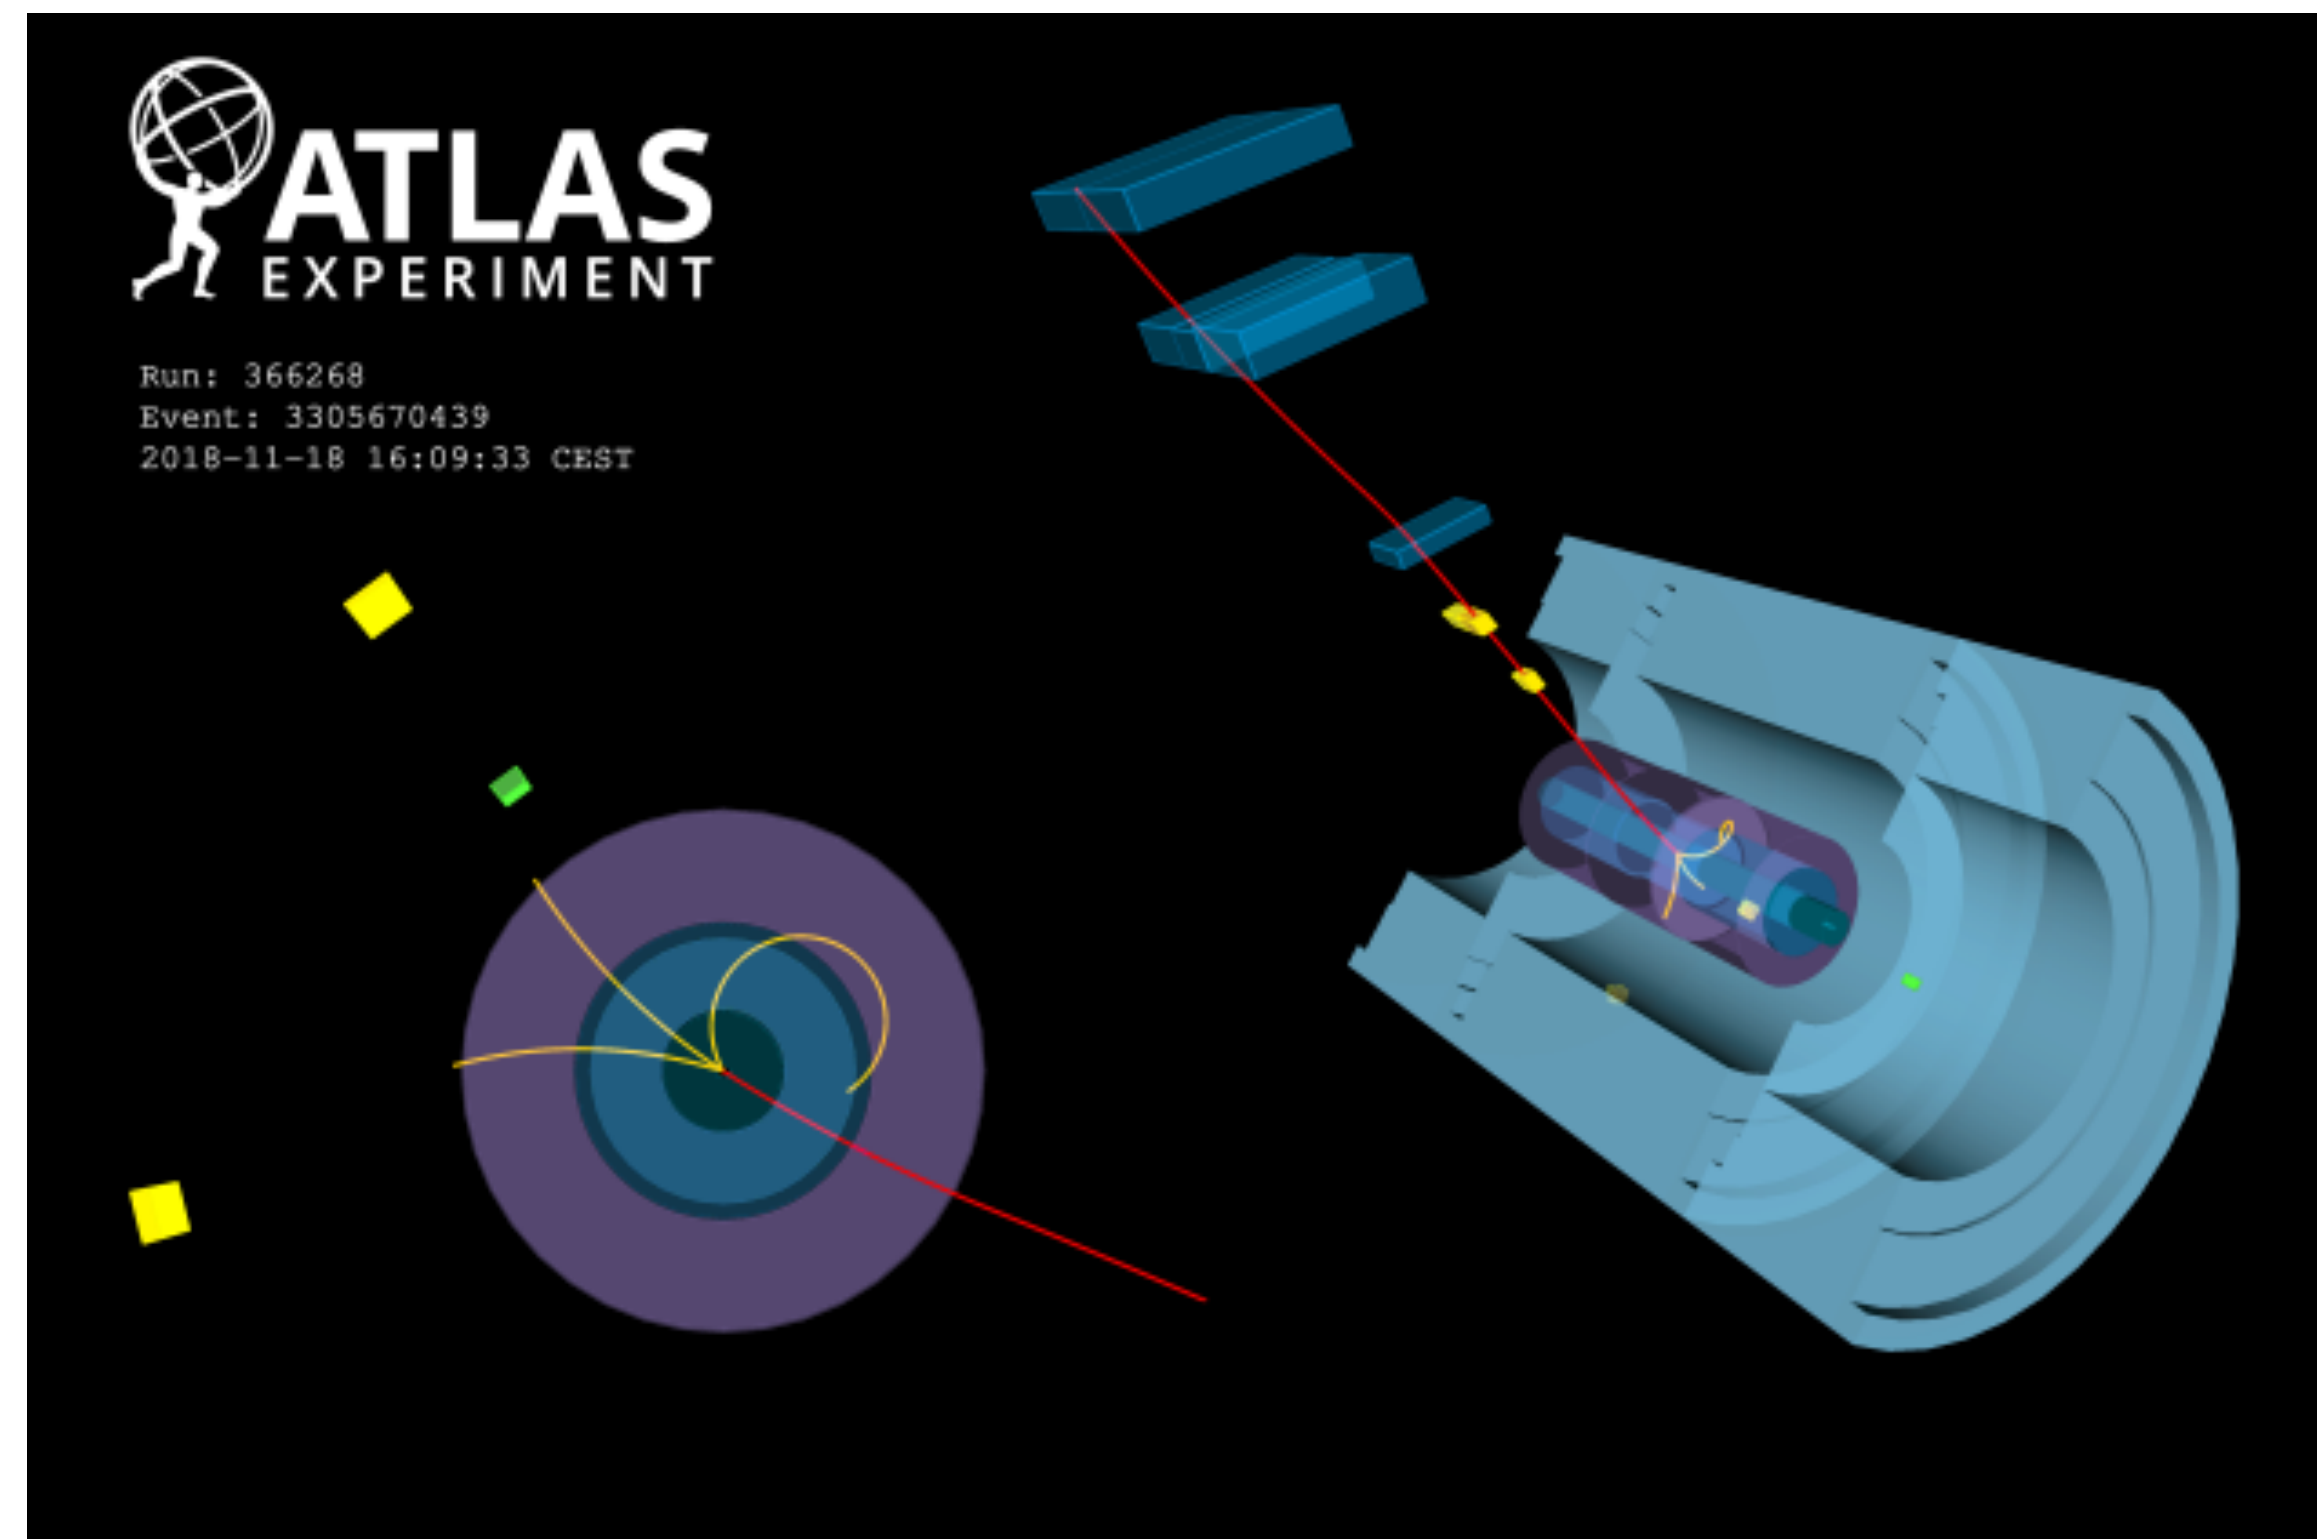 ATLAS
EXPERIMENT
Run: 366268
Event: 3305670439
2018-11-18 16:09:33 CEST